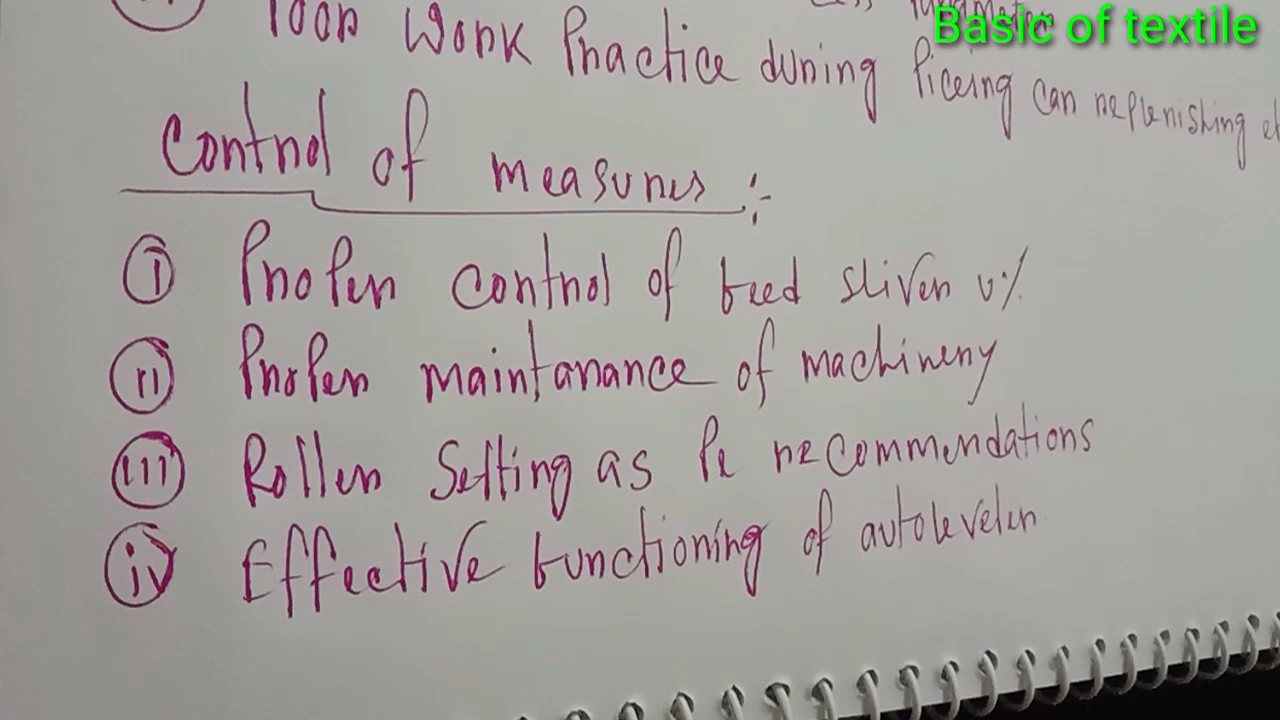 Basic of textile
Poor Work Practice during Piceing can replenishing
Control of measures :-
i Proper control of feed sliver U%
ii Proper maintanance of machinery
iii Roller Setting as Pe recommendations
iv Effective functioning of autoleveler